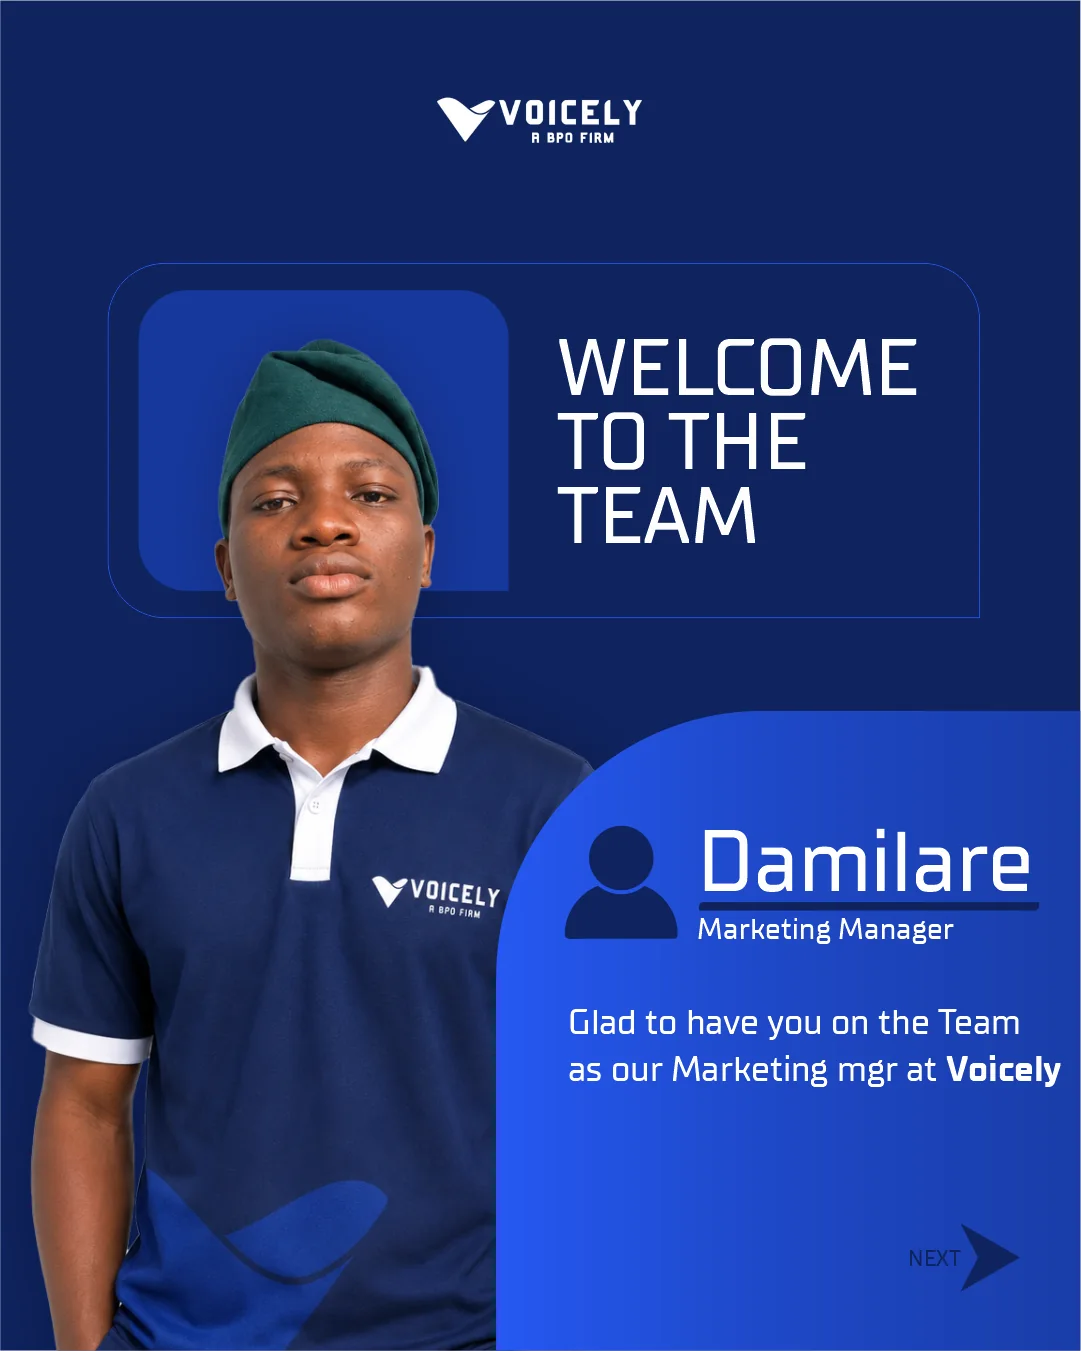 VOICELY
A BPO FIRM
WELCOME
TO THE
TEAM
VOICELY
A BPO FIRM
Damilare
Marketing Manager
Glad to have you on the Team
as our Marketing mgr at Voicely
NEXT